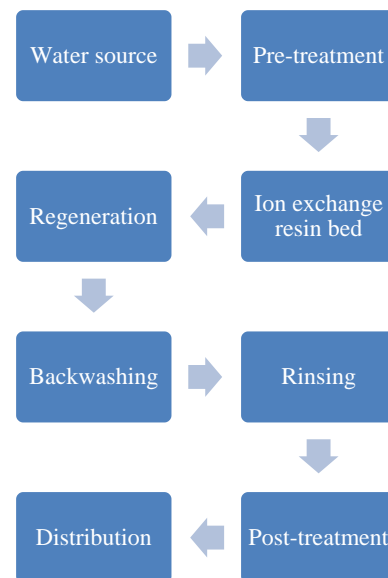 Water source
Pre-treatment
Ion exchange
resin bed
Regeneration
Backwashing
Rinsing
Post-treatment
Distribution